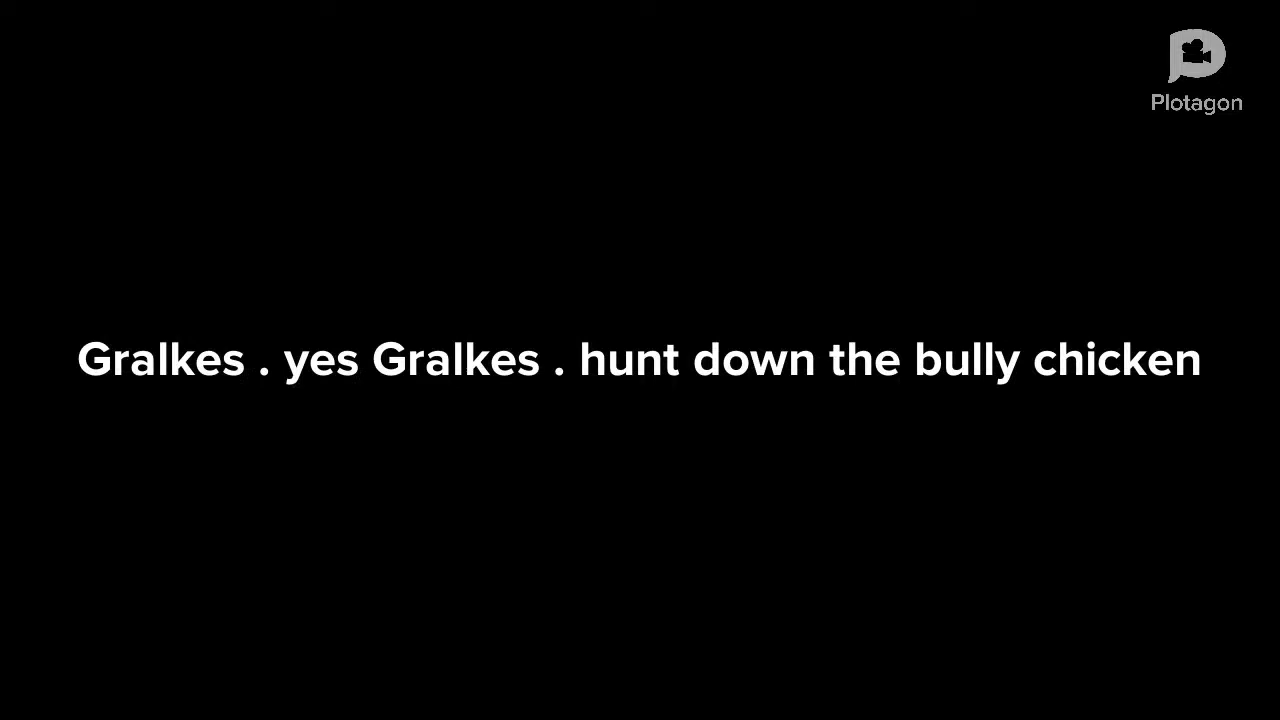 Plotagon
Gralkes . yes Gralkes . hunt down the bully chicken